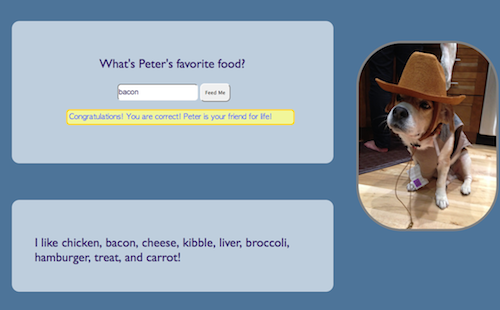 What's Peter's favorite food?
bacon Feed Me
Congratulations! You are correct! Peter is your friend for life!
I like chicken, bacon, cheese, kibble, liver, broccoli,
hamburger, treat, and carrot!